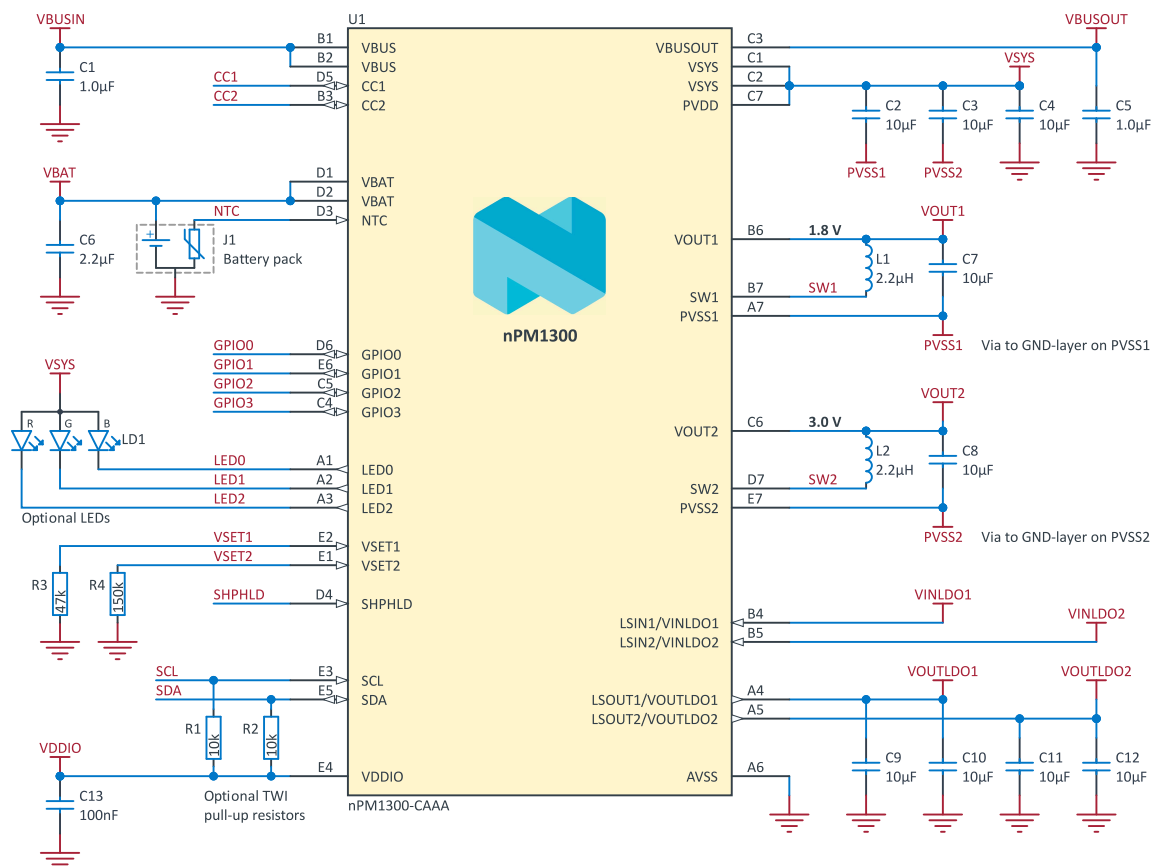 VBUSIN
U1
VBUSOUT
B1
VBUS
B2
VBUS
C1
1.0µF
CC1
D5
CC1
CC2
B3
CC2
VBUSOUT
C3
VSYS
C1
VSYS
C2
PVDD
C7
VSYS
C2
10µF
C3
10µF
C4
10µF
C5
1.0µF
PVSS1
PVSS2
VBAT
D1
VBAT
D2
VBAT
NTC
D3
NTC
C6
2.2µF
+
J1
Battery pack
nPM1300
VOUT1
VOUT1
B6
1.8 V
L1
2.2µH
C7
10µF
SW1
B7
SW1
PVSS1
A7
PVSS1
Via to GND-layer on PVSS1
GPIO0
D6
GPIO0
GPIO1
E6
GPIO1
GPIO2
C5
GPIO2
GPIO3
C4
GPIO3
VSYS
R
G
B
LD1
LED0
A1
LED0
LED1
A2
LED1
LED2
A3
LED2
Optional LEDs
VOUT2
VOUT2
C6
3.0 V
L2
2.2µH
C8
10µF
SW2
D7
SW2
PVSS2
E7
PVSS2
Via to GND-layer on PVSS2
VSET1
E2
VSET1
VSET2
E1
VSET2
R3
47k
R4
150k
SHPHLD
D4
SHPHLD
VINLDO1
VINLDO2
LSIN1/VINLDO1
B4
LSIN2/VINLDO2
B5
SCL
E3
SCL
SDA
E5
SDA
R1
10k
R2
10k
VDDIO
E4
VDDIO
C13
100nF
Optional TWI
pull-up resistors
VOUTLDO1
VOUTLDO2
LSOUT1/VOUTLDO1
A4
LSOUT2/VOUTLDO2
A5
C9
10µF
C10
10µF
C11
10µF
C12
10µF
AVSS
A6
nPM1300-CAAA